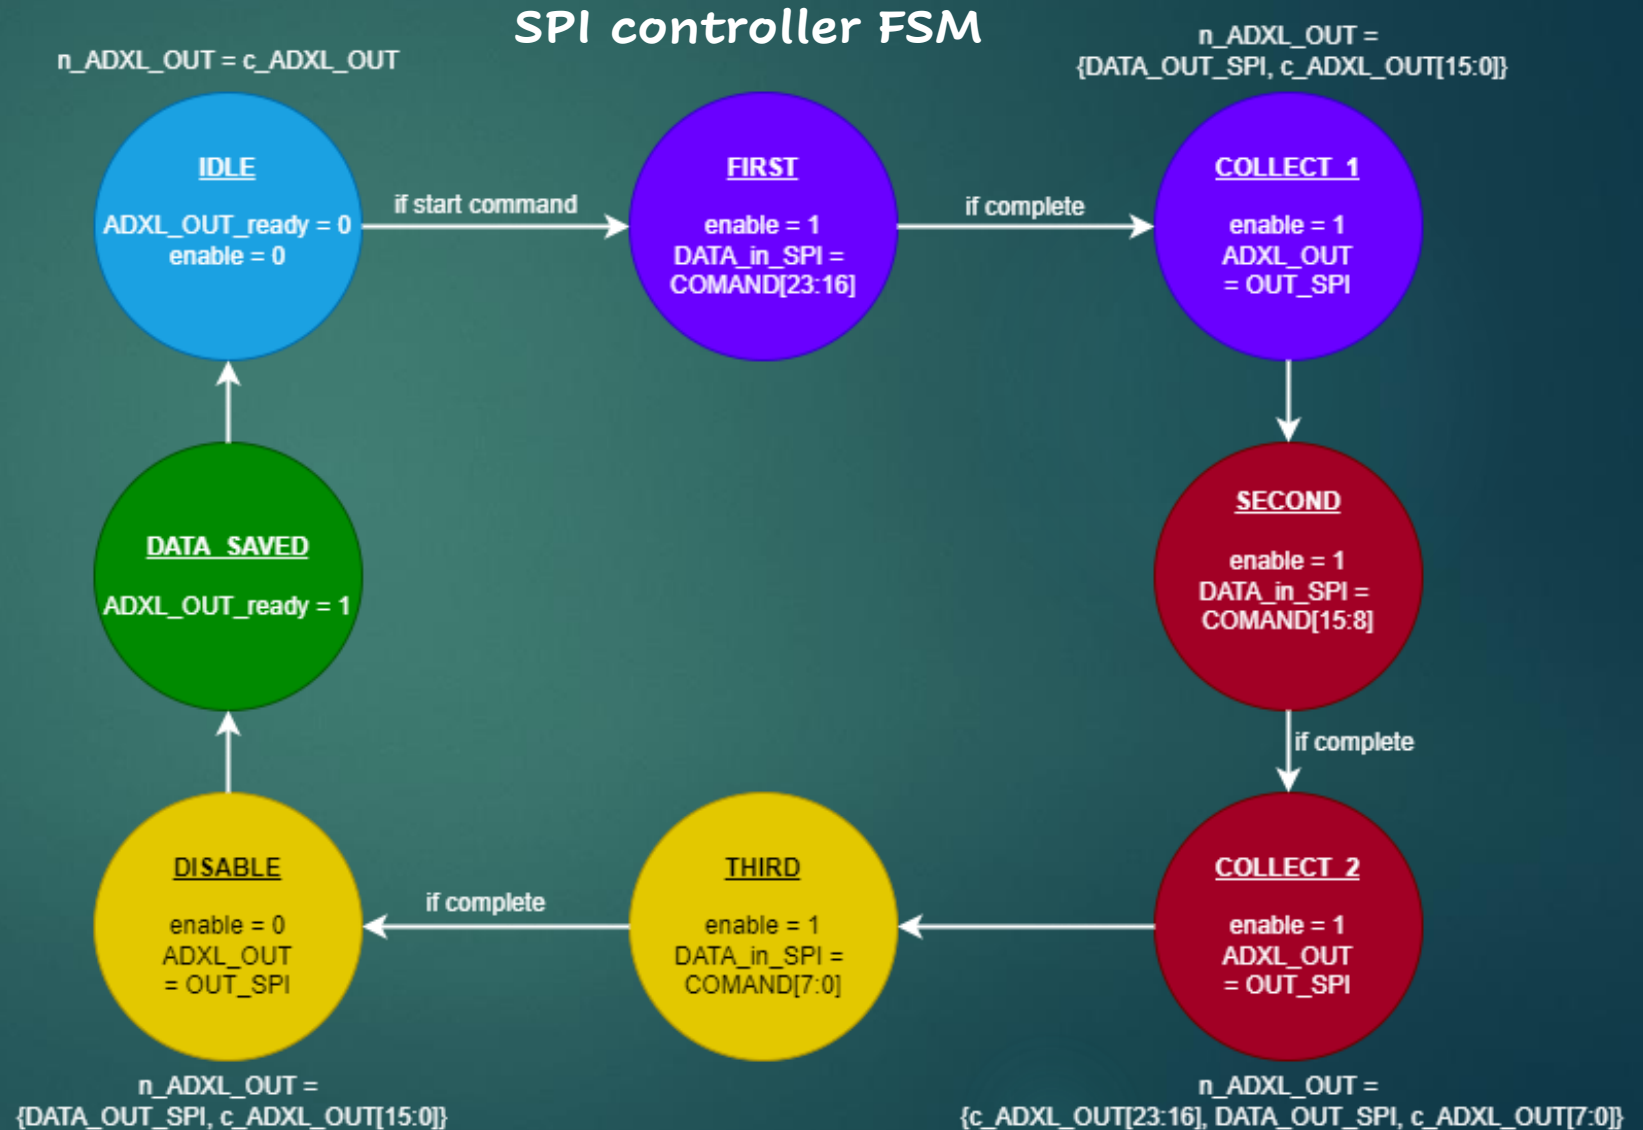 SPI controller FSM
n_ADXL_OUT = c_ADXL_OUT
n_ADXL_OUT =
{DATA_OUT_SPI, c_ADXL_OUT[15:0]}
IDLE
ADXL_OUT_ready = 0
enable = 0
if start command
FIRST
enable = 1
DATA_in_SPI =
COMAND[23:16]
if complete
COLLECT_1
enable = 1
ADXL_OUT
= OUT_SPI
SECOND
enable = 1
DATA_in_SPI =
COMAND[15:8]
if complete
COLLECT_2
enable = 1
ADXL_OUT
= OUT_SPI
n_ADXL_OUT =
{c_ADXL_OUT[23:16], DATA_OUT_SPI, c_ADXL_OUT[7:0]}
THIRD
enable = 1
DATA_in_SPI =
COMAND[7:0]
if complete
DISABLE
enable = 0
ADXL_OUT
= OUT_SPI
n_ADXL_OUT =
{DATA_OUT_SPI, c_ADXL_OUT[15:0]}
DATA_SAVED
ADXL_OUT_ready = 1